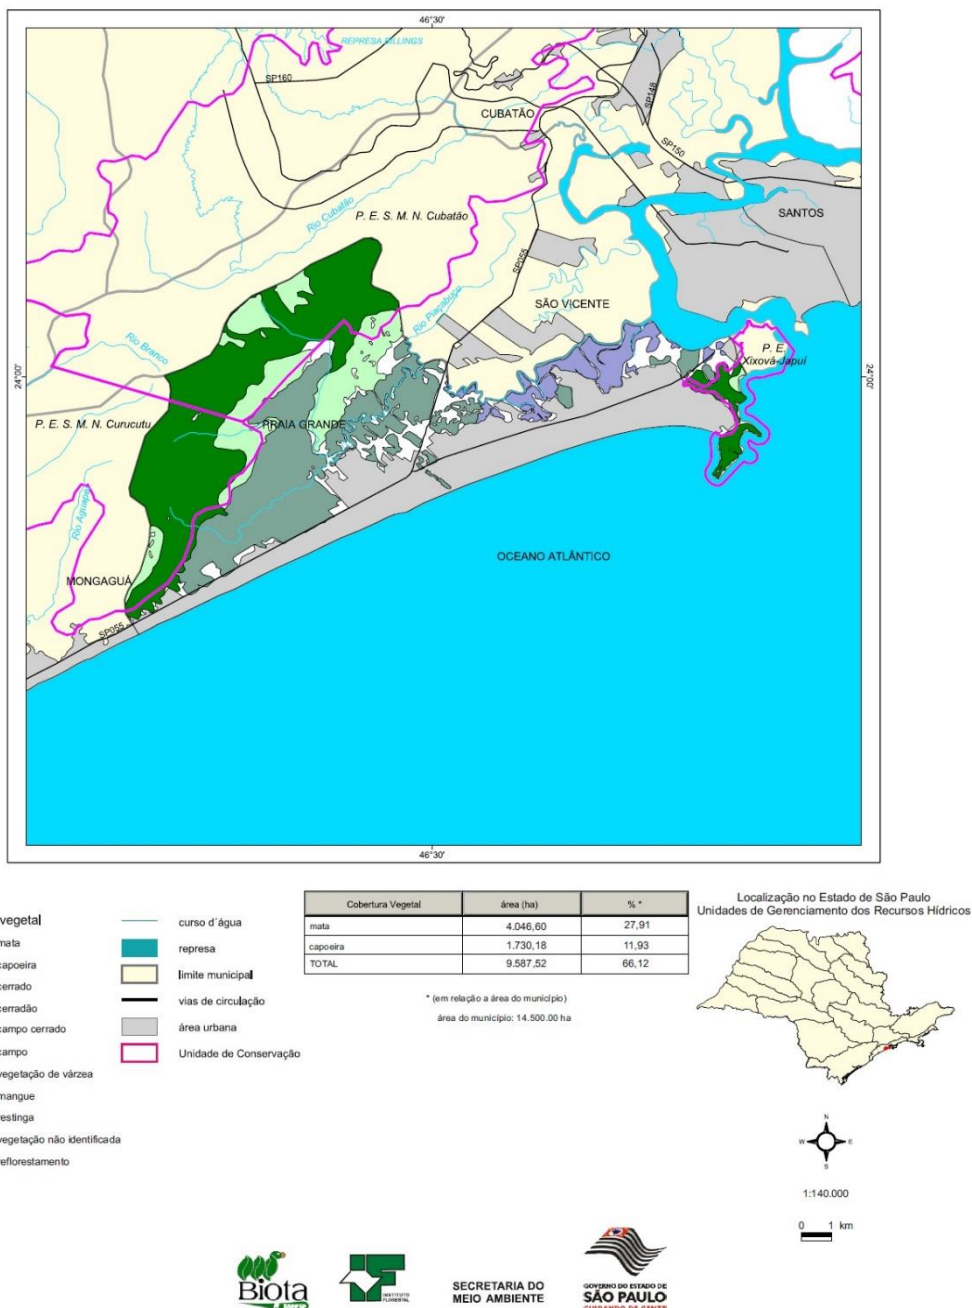 46°30'
REPRESA BILLINGS
SP160
SP148
CUBATÃO
SP150
P. E. S. M. N. Cubatão
Rio Cubatão
SANTOS
SP055
SÃO VICENTE
Rio Piaçabuçu
Rio Branco
P. E.
Xixová-Japuí
24°00'
24°00'
P. E. S. M. N. Curucutu
PRAIA GRANDE
Rio Aguapeú
OCEANO ATLÂNTICO
MONGAGUÁ
SP055
46°30'
vegetal
mata
capoeira
cerrado
cerradão
campo cerrado
campo
vegetação de várzea
mangue
restinga
vegetação não identificada
reflorestamento
curso d´água
represa
limite municipal
vias de circulação
área urbana
Unidade de Conservação
Cobertura Vegetal área (ha) % *
mata 4.046,60 27,91
capoeira 1.730,18 11,93
TOTAL 9.587,52 66,12
* (em relação a área do município)
área do município: 14.500.00 ha
Localização no Estado de São Paulo
Unidades de Gerenciamento dos Recursos Hídricos
N
W E
S
1:140.000
0 1 km
Biota
INSTITUTO
FLORESTAL
SECRETARIA DO
MEIO AMBIENTE
GOVERNO DO ESTADO DE
SÃO PAULO
CUIDANDO DE GENTE